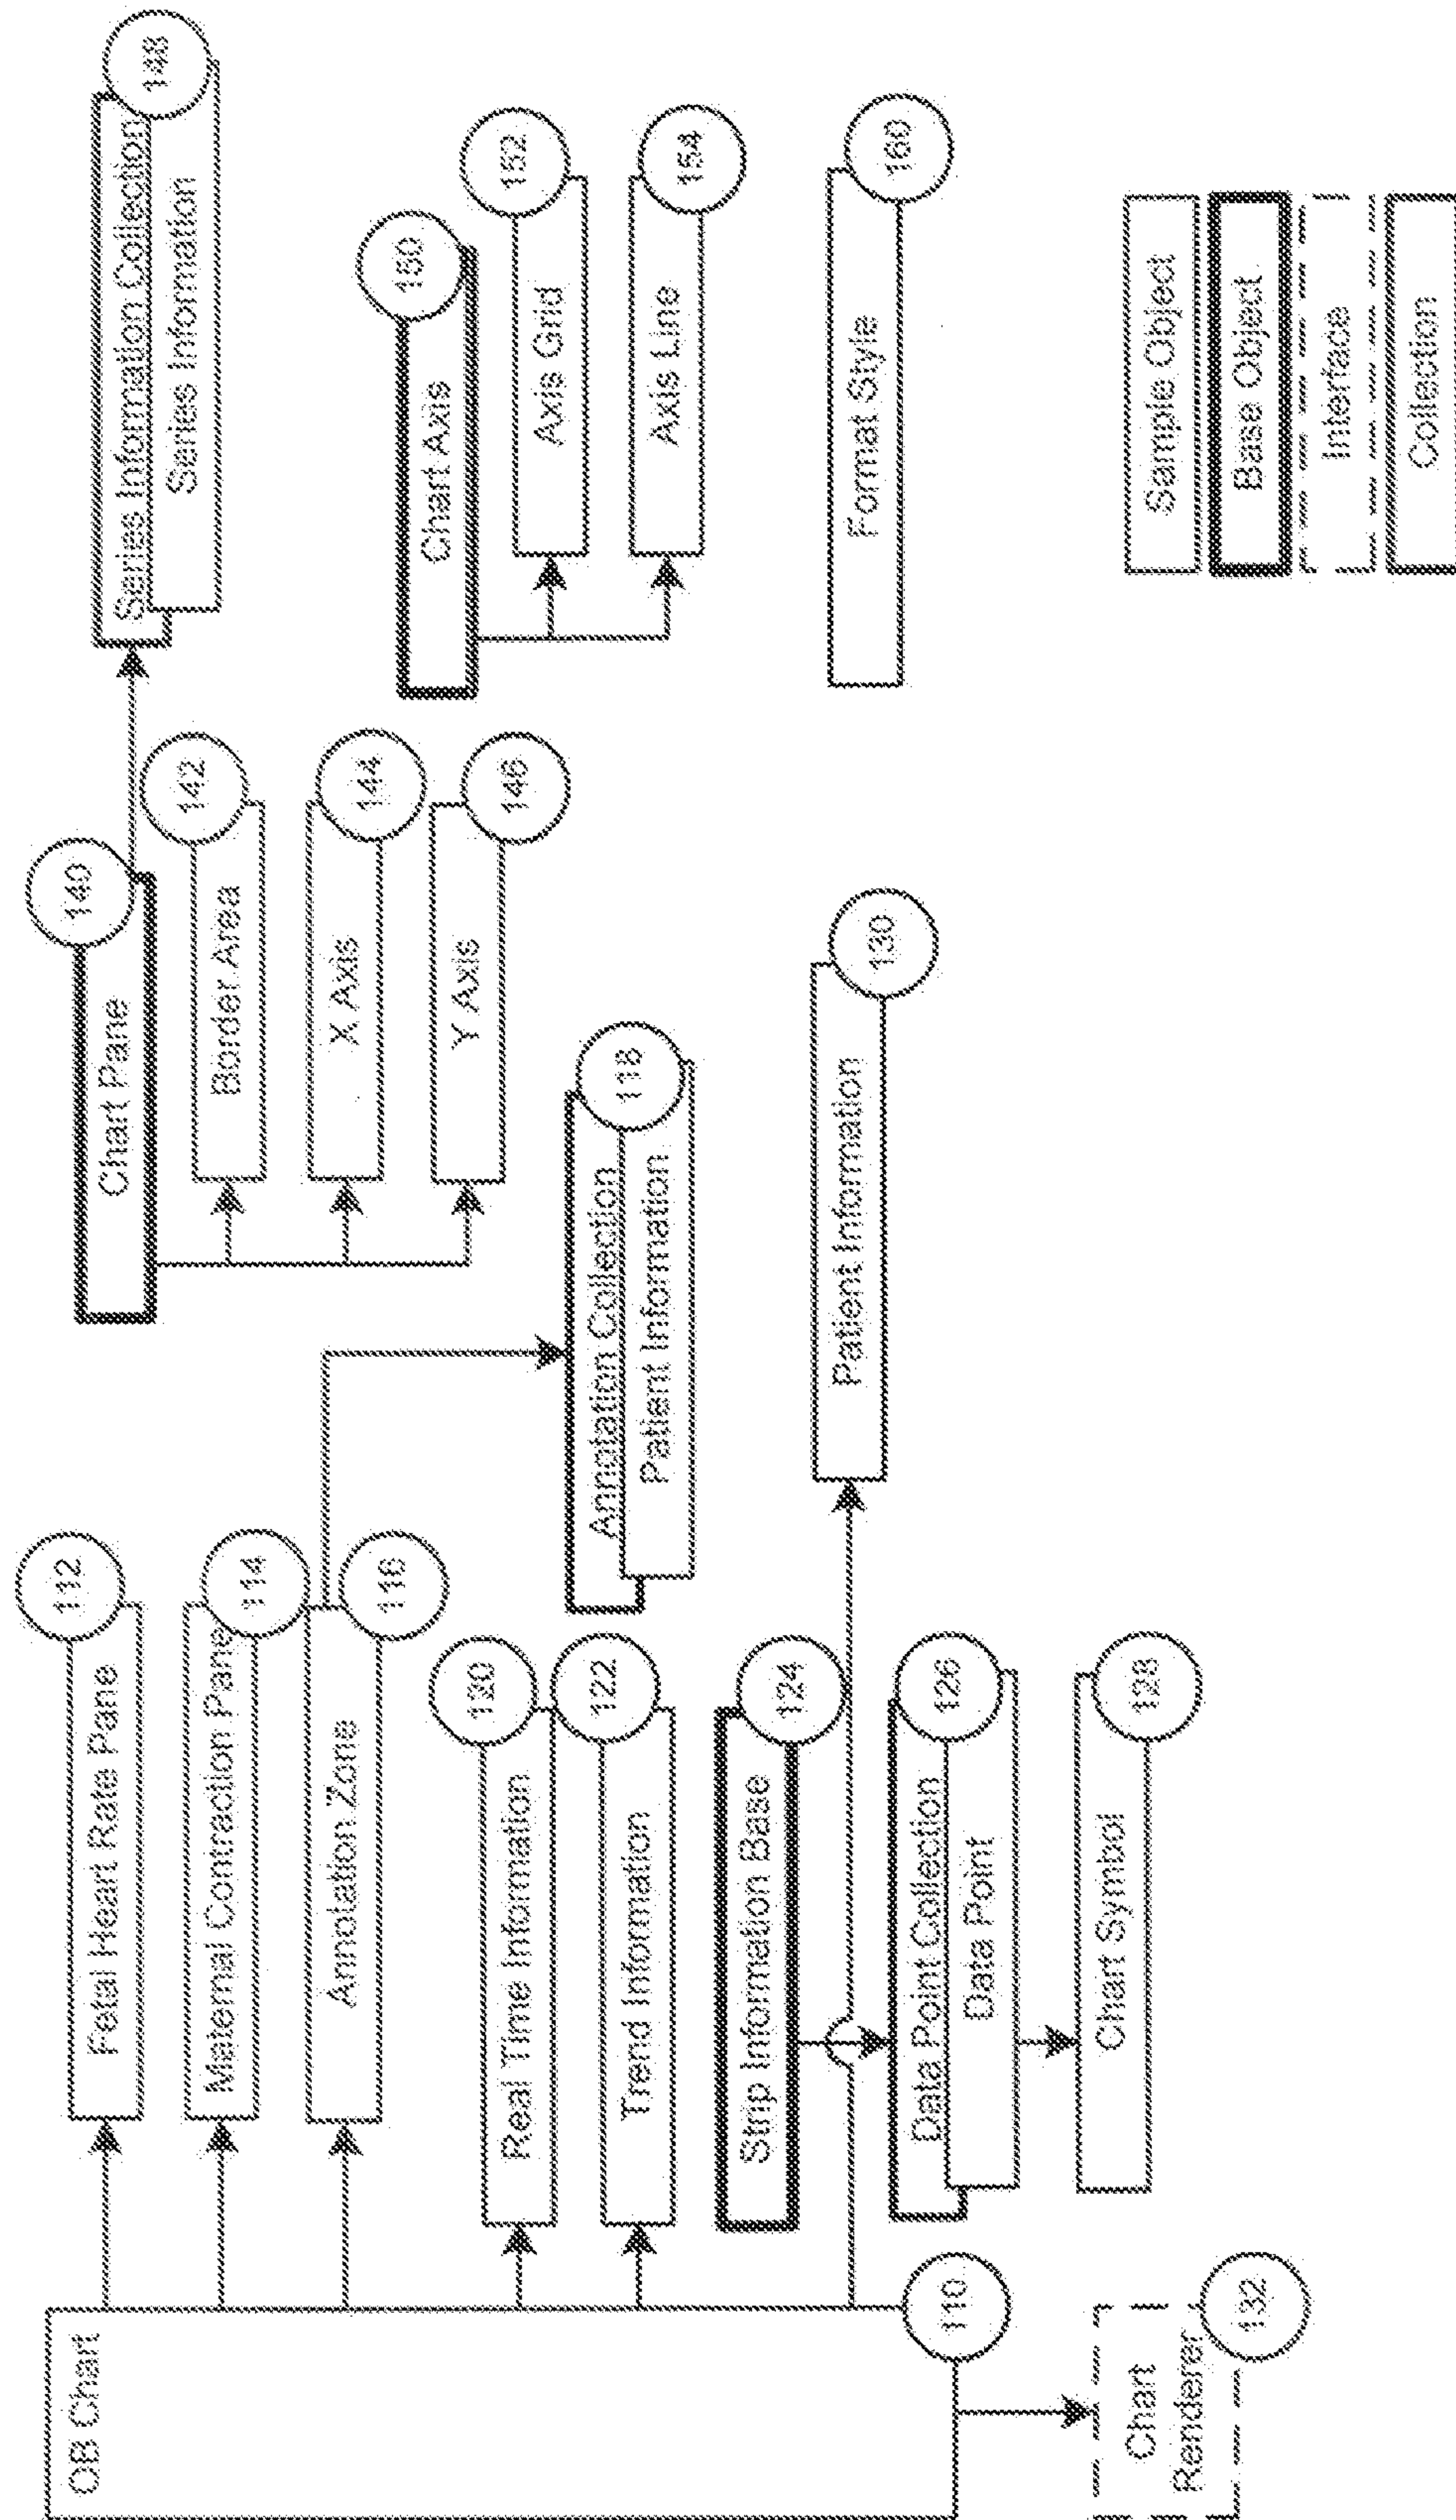 OB Chart
110
Chart
Renderer
132
Fetal Heart Rate Pane
112
Maternal Contraction Pane
114
Annotation Zone
116
Annotation Collection
Patient Information
118
Real Time Information
120
Trend Information
122
Strip Information Base
124
Data Point Collection
Data Point
126
Chart Symbol
128
Patient Information
130
Chart Pane
140
Border Area
142
X Axis
144
Y Axis
146
Series Information Collection
Series Information
148
Chart Axis
150
Axis Grid
152
Axis Line
154
Format Style
160
Sample Object
Base Object
Interface
Collection